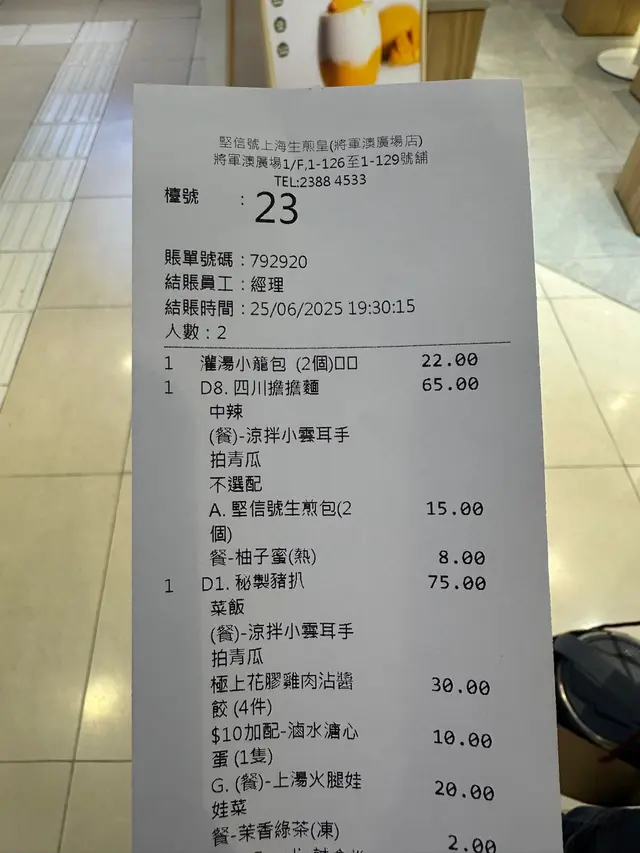 堅信號上海生煎皇(將軍澳廣場店)
將軍澳廣場1/F,1-126至1-129號舖
TEL:2388 4533
檯號 : 23
賬單號碼 : 792920
結賬員工 : 經理
結賬時間 : 25/06/2025 19:30:15
人數 : 2
1 灌湯小籠包 (2個)□□ 22.00
1 D8. 四川擔擔麵 65.00
中辣
(餐)-涼拌小雲耳手
拍青瓜
不選配
A. 堅信號生煎包(2 15.00
個)
餐-柚子蜜(熱) 8.00
1 D1. 秘製豬扒 75.00
菜飯
(餐)-涼拌小雲耳手
拍青瓜
極上花膠雞肉沾醬 30.00
餃 (4件)
$10加配-滷水溏心 10.00
蛋 (1隻)
G. (餐)-上湯火腿娃 20.00
娃菜
餐-茉香綠茶(凍) 2.00